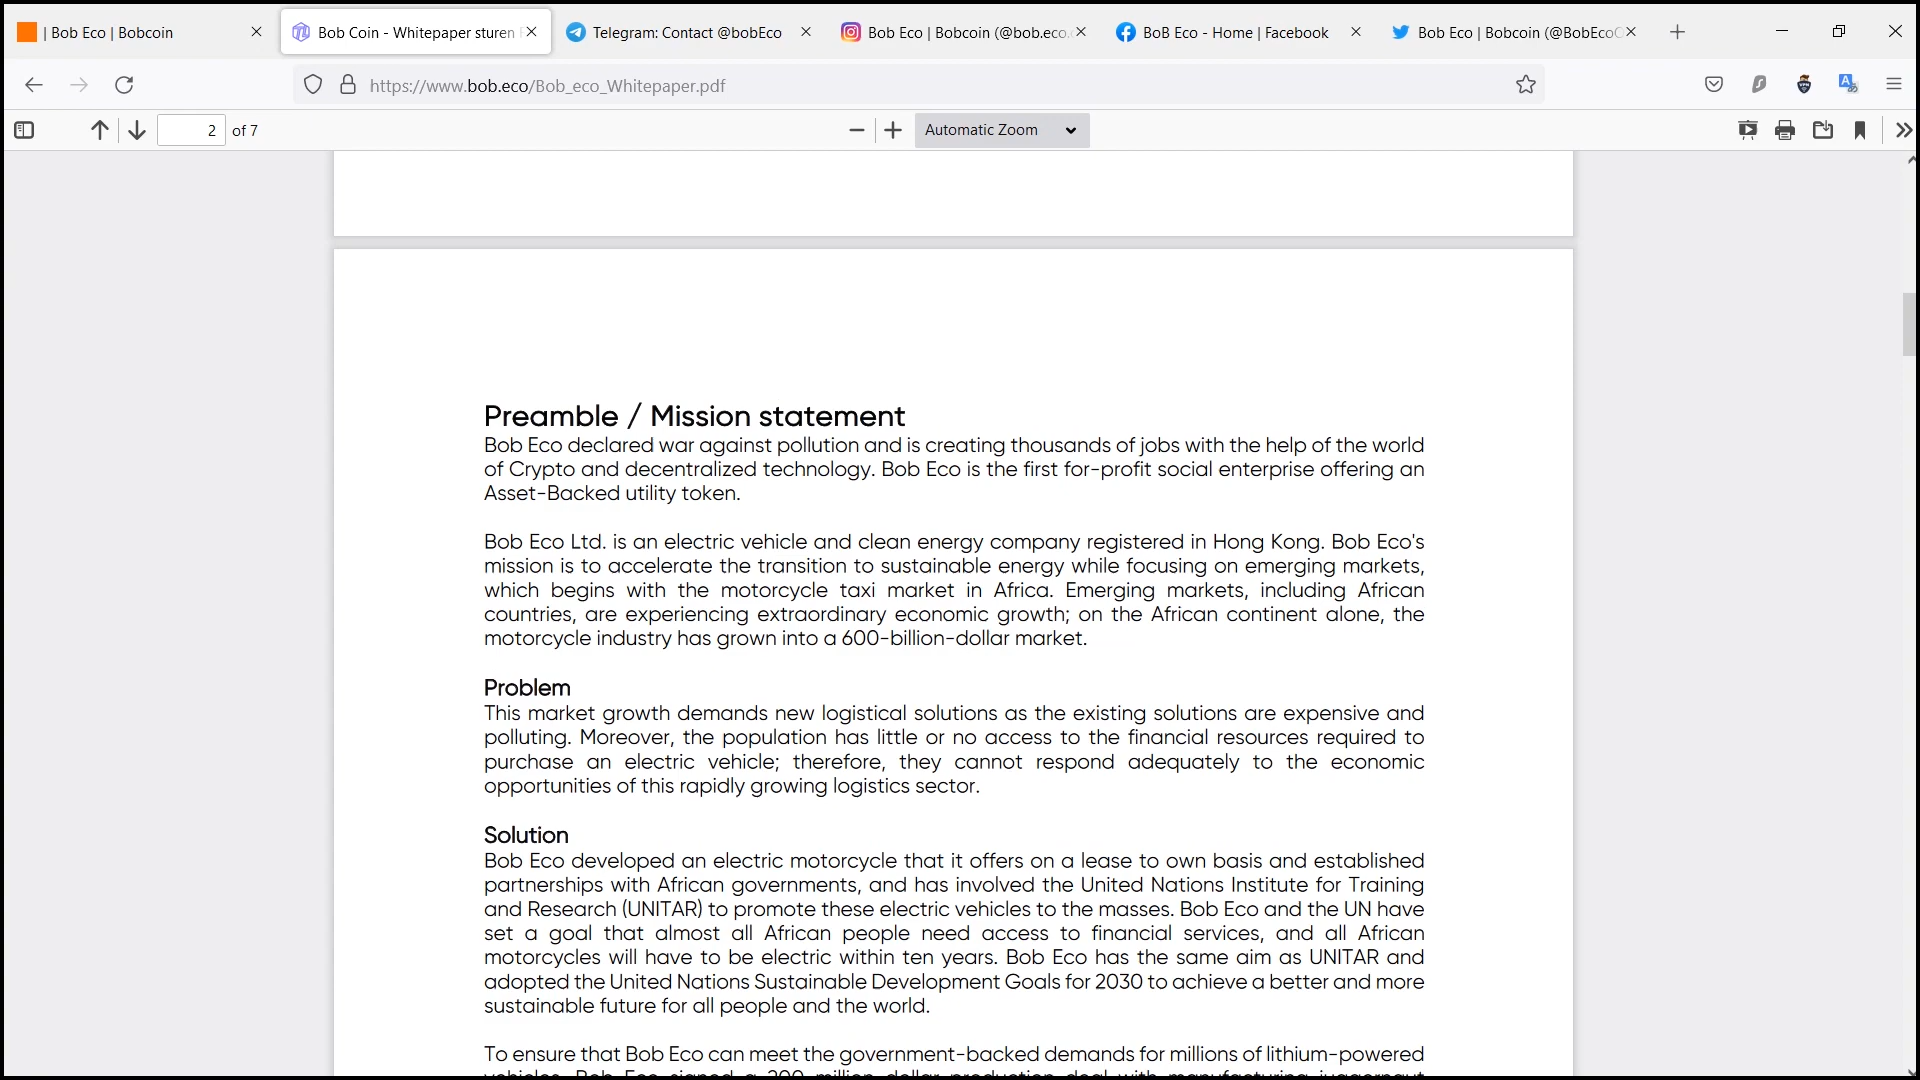 | Bob Eco | Bobcoin
Bob Coin - Whitepaper sturen
Telegram: Contact @bobEco
Bob Eco | Bobcoin (@bob.eco.
BoB Eco - Home | Facebook
Bob Eco | Bobcoin (@BobEco
https://www.bob.eco/Bob_eco_Whitepaper.pdf
2 of 7
Automatic Zoom
Preamble / Mission statement
Bob Eco declared war against pollution and is creating thousands of jobs with the help of the world
of Crypto and decentralized technology. Bob Eco is the first for-profit social enterprise offering an
Asset-Backed utility token.
Bob Eco Ltd. is an electric vehicle and clean energy company registered in Hong Kong. Bob Eco's
mission is to accelerate the transition to sustainable energy while focusing on emerging markets,
which begins with the motorcycle taxi market in Africa. Emerging markets, including African
countries, are experiencing extraordinary economic growth; on the African continent alone, the
motorcycle industry has grown into a 600-billion-dollar market.
Problem
This market growth demands new logistical solutions as the existing solutions are expensive and
polluting. Moreover, the population has little or no access to the financial resources required to
purchase an electric vehicle; therefore, they cannot respond adequately to the economic
opportunities of this rapidly growing logistics sector.
Solution
Bob Eco developed an electric motorcycle that it offers on a lease to own basis and established
partnerships with African governments, and has involved the United Nations Institute for Training
and Research (UNITAR) to promote these electric vehicles to the masses. Bob Eco and the UN have
set a goal that almost all African people need access to financial services, and all African
motorcycles will have to be electric within ten years. Bob Eco has the same aim as UNITAR and
adopted the United Nations Sustainable Development Goals for 2030 to achieve a better and more
sustainable future for all people and the world.
To ensure that Bob Eco can meet the government-backed demands for millions of lithium-powered
vehicles, Bob Eco signed a 200 million dollar production deal with manufacturing juggernaut